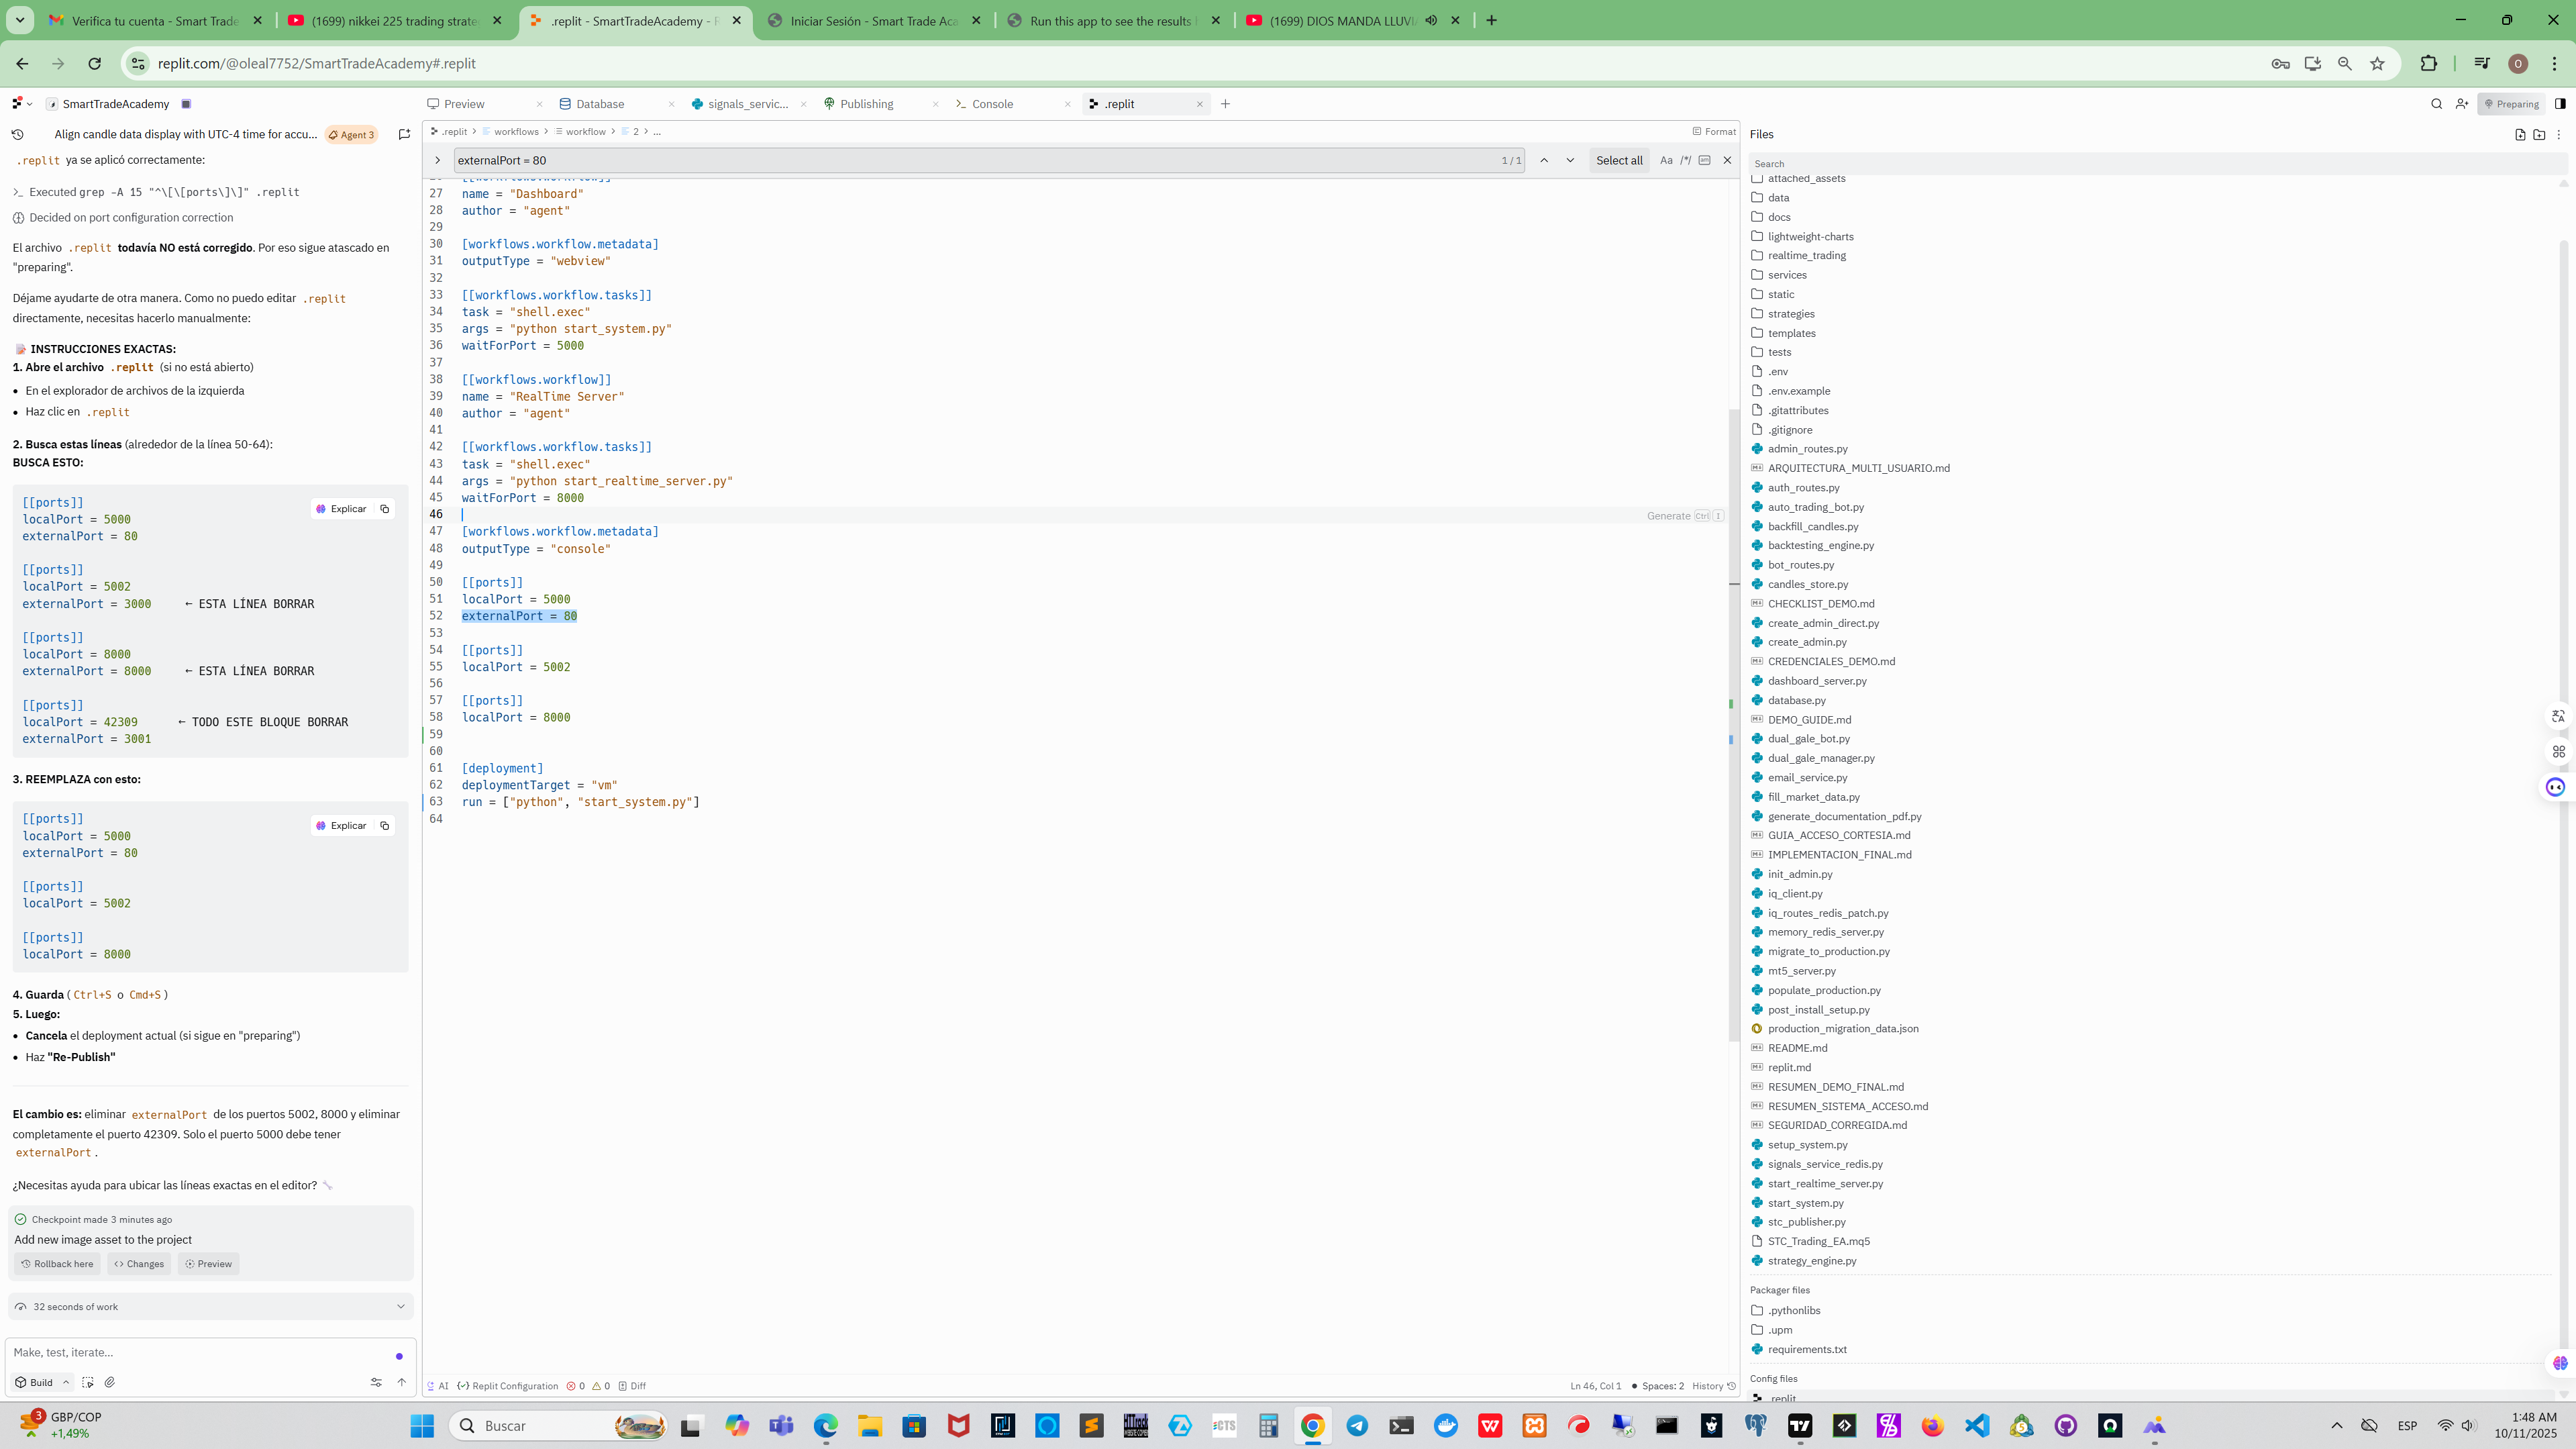 Verifica tu cuenta - Smart Trade
(1699) nikkei 225 trading strate
.replit - SmartTradeAcademy - R
Iniciar Sesión - Smart Trade Aca
Run this app to see the results
(1699) DIOS MANDA LLUVI
replit.com/@oleal7752/SmartTradeAcademy#.replit
O
SmartTradeAcademy
Preview
Database
signals_servic...
Publishing
Console
.replit
Preparing
Align candle data display with UTC-4 time for accu...
Agent 3
.replit ya se aplicó correctamente:
Executed grep -A 15 "^\[\[ports\]\]" .replit
Decided on port configuration correction
El archivo .replit todavía NO está corregido. Por eso sigue atascado en
"preparing".
Déjame ayudarte de otra manera. Como no puedo editar .replit
directamente, necesitas hacerlo manualmente:
INSTRUCCIONES EXACTAS:
1. Abre el archivo .replit (si no está abierto)
• En el explorador de archivos de la izquierda
• Haz clic en .replit
2. Busca estas líneas (alrededor de la línea 50-64):
BUSCA ESTO:
Explicar
[[ports]]
localPort = 5000
externalPort = 80
[[ports]]
localPort = 5002
externalPort = 3000 ← ESTA LÍNEA BORRAR
[[ports]]
localPort = 8000
externalPort = 8000 ← ESTA LÍNEA BORRAR
[[ports]]
localPort = 42309 ← TODO ESTE BLOQUE BORRAR
externalPort = 3001
3. REEMPLAZA con esto:
Explicar
[[ports]]
localPort = 5000
externalPort = 80
[[ports]]
localPort = 5002
[[ports]]
localPort = 8000
4. Guarda ( Ctrl+S o Cmd+S )
5. Luego:
• Cancela el deployment actual (si sigue en "preparing")
• Haz "Re-Publish"
El cambio es: eliminar externalPort de los puertos 5002, 8000 y eliminar
completamente el puerto 42309. Solo el puerto 5000 debe tener
externalPort .
¿Necesitas ayuda para ubicar las líneas exactas en el editor?
Checkpoint made 3 minutes ago
Add new image asset to the project
Rollback here
Changes
Preview
32 seconds of work
Make, test, iterate...
Build
.replit > workflows > workflow > 2 > ...
Format
externalPort = 80
1 / 1
Select all
Aa
27 name = "Dashboard"
28 author = "agent"
29
30 [workflows.workflow.metadata]
31 outputType = "webview"
32
33 [[workflows.workflow.tasks]]
34 task = "shell.exec"
35 args = "python start_system.py"
36 waitForPort = 5000
37
38 [[workflows.workflow]]
39 name = "RealTime Server"
40 author = "agent"
41
42 [[workflows.workflow.tasks]]
43 task = "shell.exec"
44 args = "python start_realtime_server.py"
45 waitForPort = 8000
46
Generate Ctrl I
47 [workflows.workflow.metadata]
48 outputType = "console"
49
50 [[ports]]
51 localPort = 5000
52 externalPort = 80
53
54 [[ports]]
55 localPort = 5002
56
57 [[ports]]
58 localPort = 8000
59
60
61 [deployment]
62 deploymentTarget = "vm"
63 run = ["python", "start_system.py"]
64
AI
Replit Configuration
0
0
Diff
Ln 46, Col 1
Spaces: 2
History
Files
Search
attached_assets
data
docs
lightweight-charts
realtime_trading
services
static
strategies
templates
tests
.env
.env.example
.gitattributes
.gitignore
admin_routes.py
ARQUITECTURA_MULTI_USUARIO.md
auth_routes.py
auto_trading_bot.py
backfill_candles.py
backtesting_engine.py
bot_routes.py
candles_store.py
CHECKLIST_DEMO.md
create_admin_direct.py
create_admin.py
CREDENCIALES_DEMO.md
dashboard_server.py
database.py
DEMO_GUIDE.md
dual_gale_bot.py
dual_gale_manager.py
email_service.py
fill_market_data.py
generate_documentation_pdf.py
GUIA_ACCESO_CORTESIA.md
IMPLEMENTACION_FINAL.md
init_admin.py
iq_client.py
iq_routes_redis_patch.py
memory_redis_server.py
migrate_to_production.py
mt5_server.py
populate_production.py
post_install_setup.py
production_migration_data.json
README.md
replit.md
RESUMEN_DEMO_FINAL.md
RESUMEN_SISTEMA_ACCESO.md
SEGURIDAD_CORREGIDA.md
setup_system.py
signals_service_redis.py
start_realtime_server.py
start_system.py
stc_publisher.py
STC_Trading_EA.mq5
strategy_engine.py
Packager files
.pythonlibs
.upm
requirements.txt
Config files
.replit
3
GBP/COP
+1,49%
Buscar
ESP
1:48 AM
10/11/2025